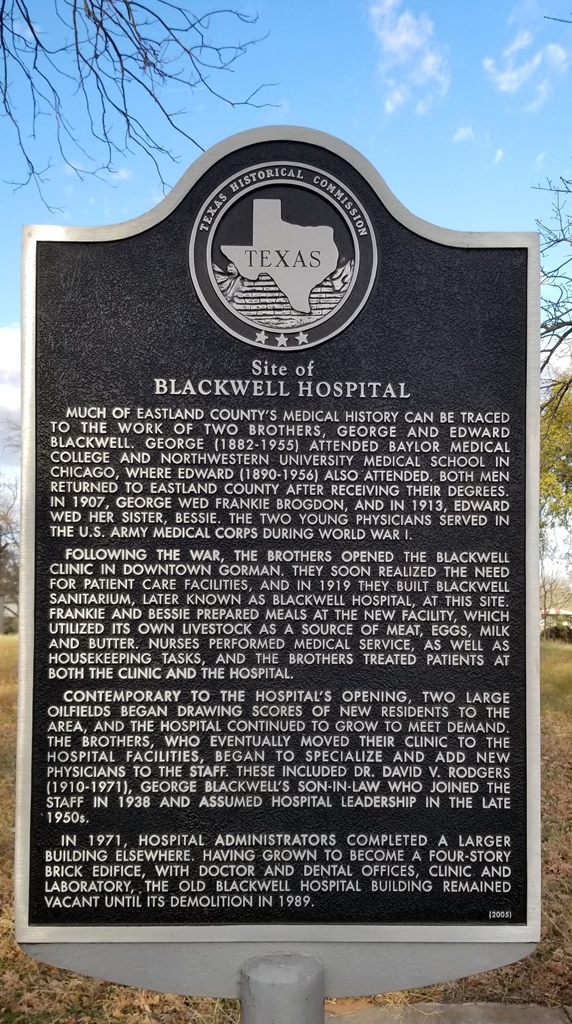 TEXAS HISTORICAL COMMISSION
TEXAS
Site of
BLACKWELL HOSPITAL
MUCH OF EASTLAND COUNTY'S MEDICAL HISTORY CAN BE TRACED
TO THE WORK OF TWO BROTHERS, GEORGE AND EDWARD
BLACKWELL. GEORGE (1882-1955) ATTENDED BAYLOR MEDICAL
COLLEGE AND NORTHWESTERN UNIVERSITY MEDICAL SCHOOL IN
CHICAGO, WHERE EDWARD (1890-1956) ALSO ATTENDED. BOTH MEN
RETURNED TO EASTLAND COUNTY AFTER RECEIVING THEIR DEGREES.
IN 1907, GEORGE WED FRANKIE BROGDON, AND IN 1913, EDWARD
WED HER SISTER, BESSIE. THE TWO YOUNG PHYSICIANS SERVED IN
THE U.S. ARMY MEDICAL CORPS DURING WORLD WAR I.
FOLLOWING THE WAR, THE BROTHERS OPENED THE BLACKWELL
CLINIC IN DOWNTOWN GORMAN. THEY SOON REALIZED THE NEED
FOR PATIENT CARE FACILITIES, AND IN 1919 THEY BUILT BLACKWELL
SANITARIUM, LATER KNOWN AS BLACKWELL HOSPITAL, AT THIS SITE.
FRANKIE AND BESSIE PREPARED MEALS AT THE NEW FACILITY, WHICH
UTILIZED ITS OWN LIVESTOCK AS A SOURCE OF MEAT, EGGS, MILK
AND BUTTER. NURSES PERFORMED MEDICAL SERVICE, AS WELL AS
HOUSEKEEPING TASKS, AND THE BROTHERS TREATED PATIENTS AT
BOTH THE CLINIC AND THE HOSPITAL.
CONTEMPORARY TO THE HOSPITAL'S OPENING, TWO LARGE
OILFIELDS BEGAN DRAWING SCORES OF NEW RESIDENTS TO THE
AREA, AND THE HOSPITAL CONTINUED TO GROW TO MEET DEMAND.
THE BROTHERS, WHO EVENTUALLY MOVED THEIR CLINIC TO THE
HOSPITAL FACILITIES, BEGAN TO SPECIALIZE AND ADD NEW
PHYSICIANS TO THE STAFF. THESE INCLUDED DR. DAVID V. RODGERS
(1910-1971), GEORGE BLACKWELL'S SON-IN-LAW WHO JOINED THE
STAFF IN 1938 AND ASSUMED HOSPITAL LEADERSHIP IN THE LATE
1950s.
IN 1971, HOSPITAL ADMINISTRATORS COMPLETED A LARGER
BUILDING ELSEWHERE. HAVING GROWN TO BECOME A FOUR-STORY
BRICK EDIFICE, WITH DOCTOR AND DENTAL OFFICES, CLINIC AND
LABORATORY, THE OLD BLACKWELL HOSPITAL BUILDING REMAINED
VACANT UNTIL ITS DEMOLITION IN 1989.
(2005)